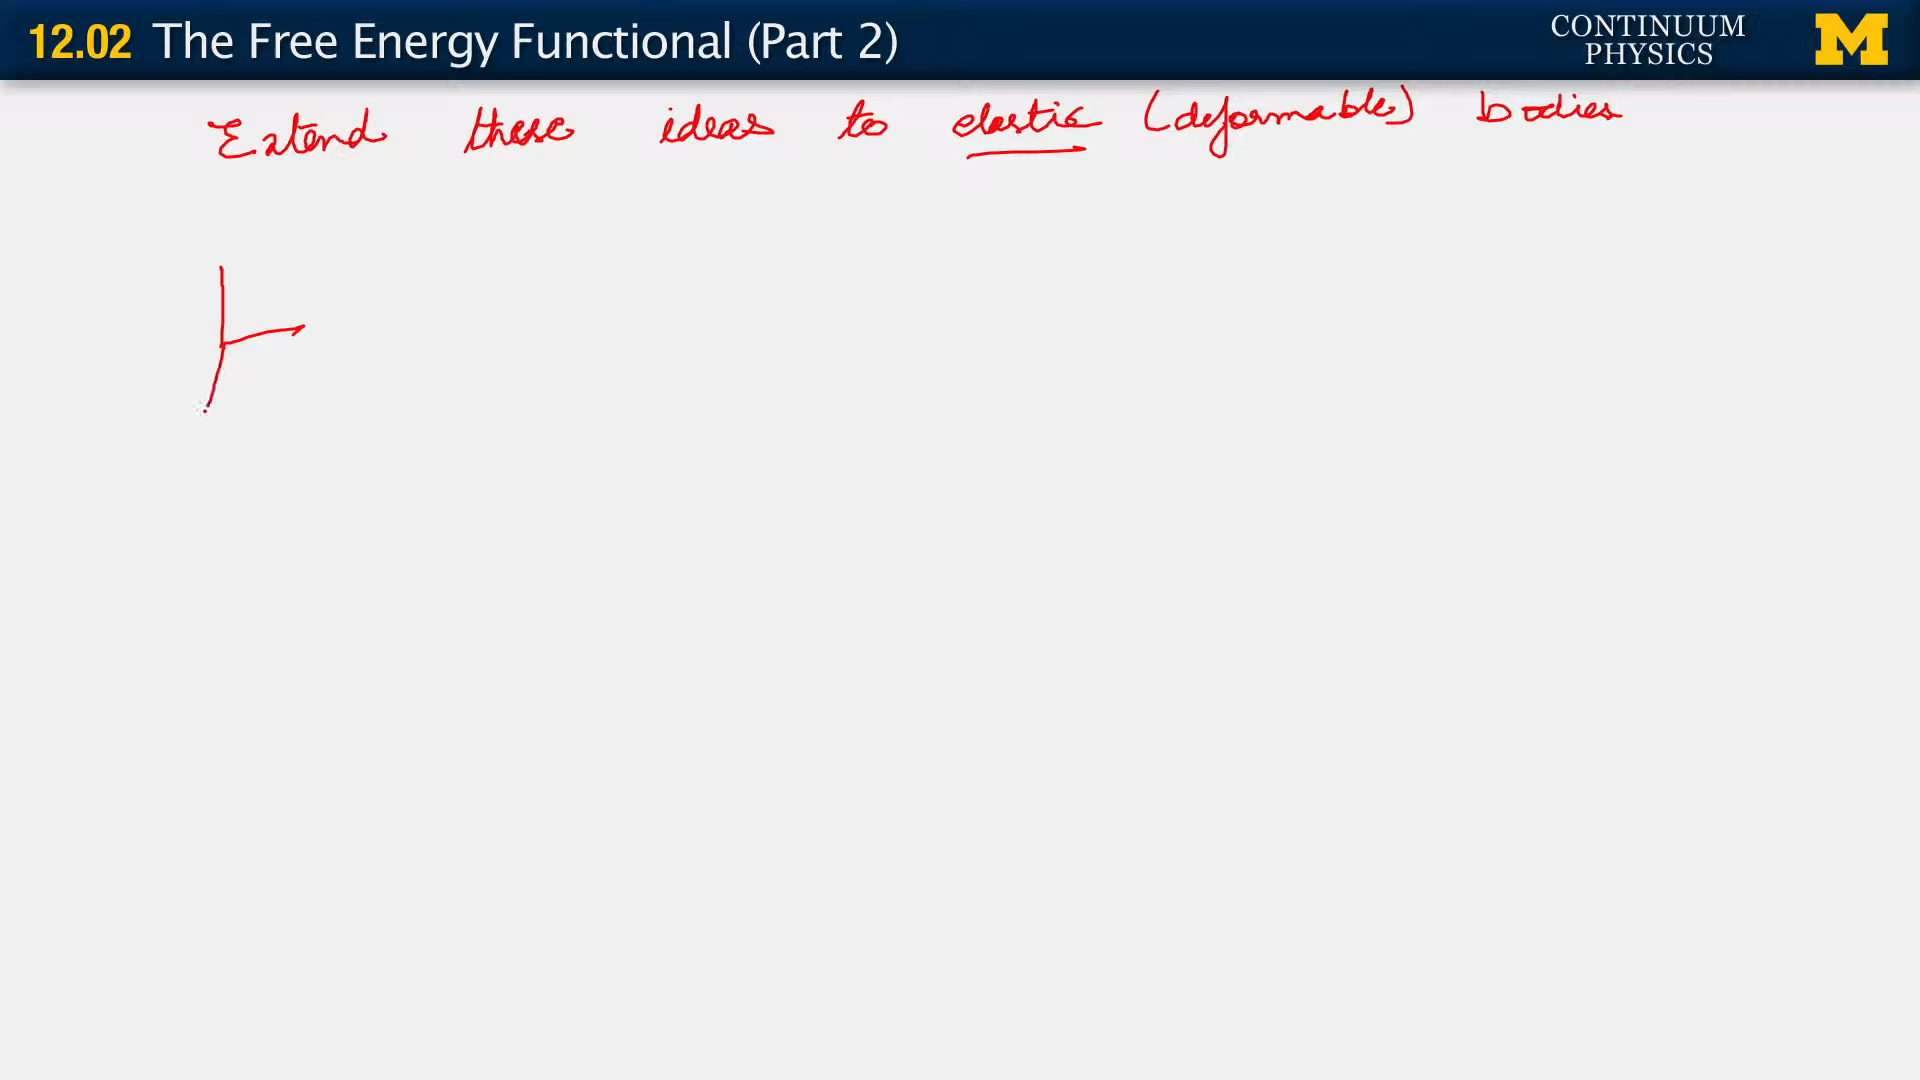 12.02 The Free Energy Functional (Part 2)
CONTINUUM
PHYSICS
M
Extend these ideas to elastic (deformable) bodies